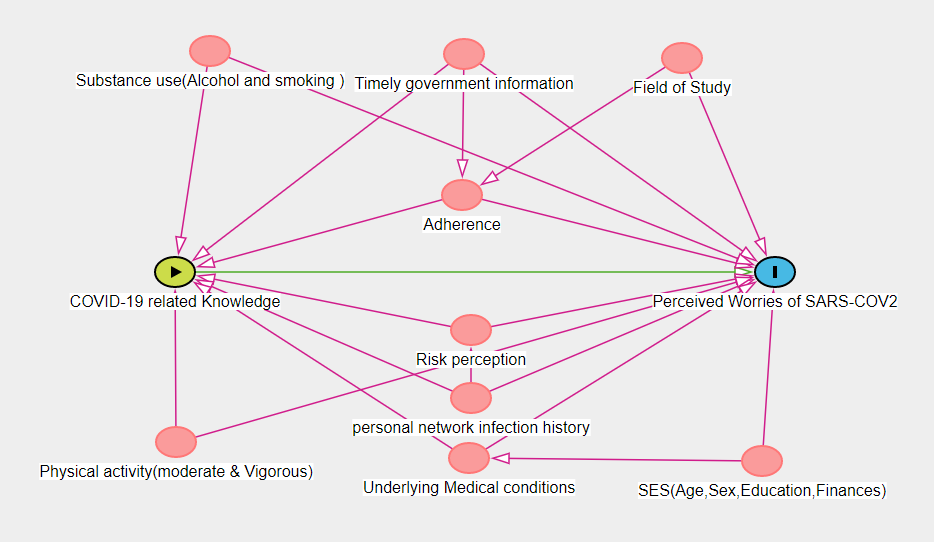 Substance use(Alcohol and smoking )
Timely government information
Field of Study
Adherence
COVID-19 related Knowledge
Perceived Worries of SARS-COV2
Risk perception
personal network infection history
Physical activity(moderate & Vigorous)
Underlying Medical conditions
SES(Age,Sex,Education,Finances)